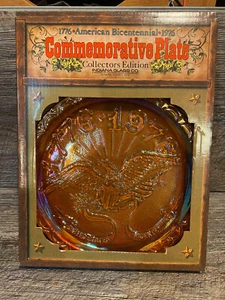 1776 • American Bicentennial • 1976
Commemorative Plate
Collectors Edition
INDIANA GLASS CO.